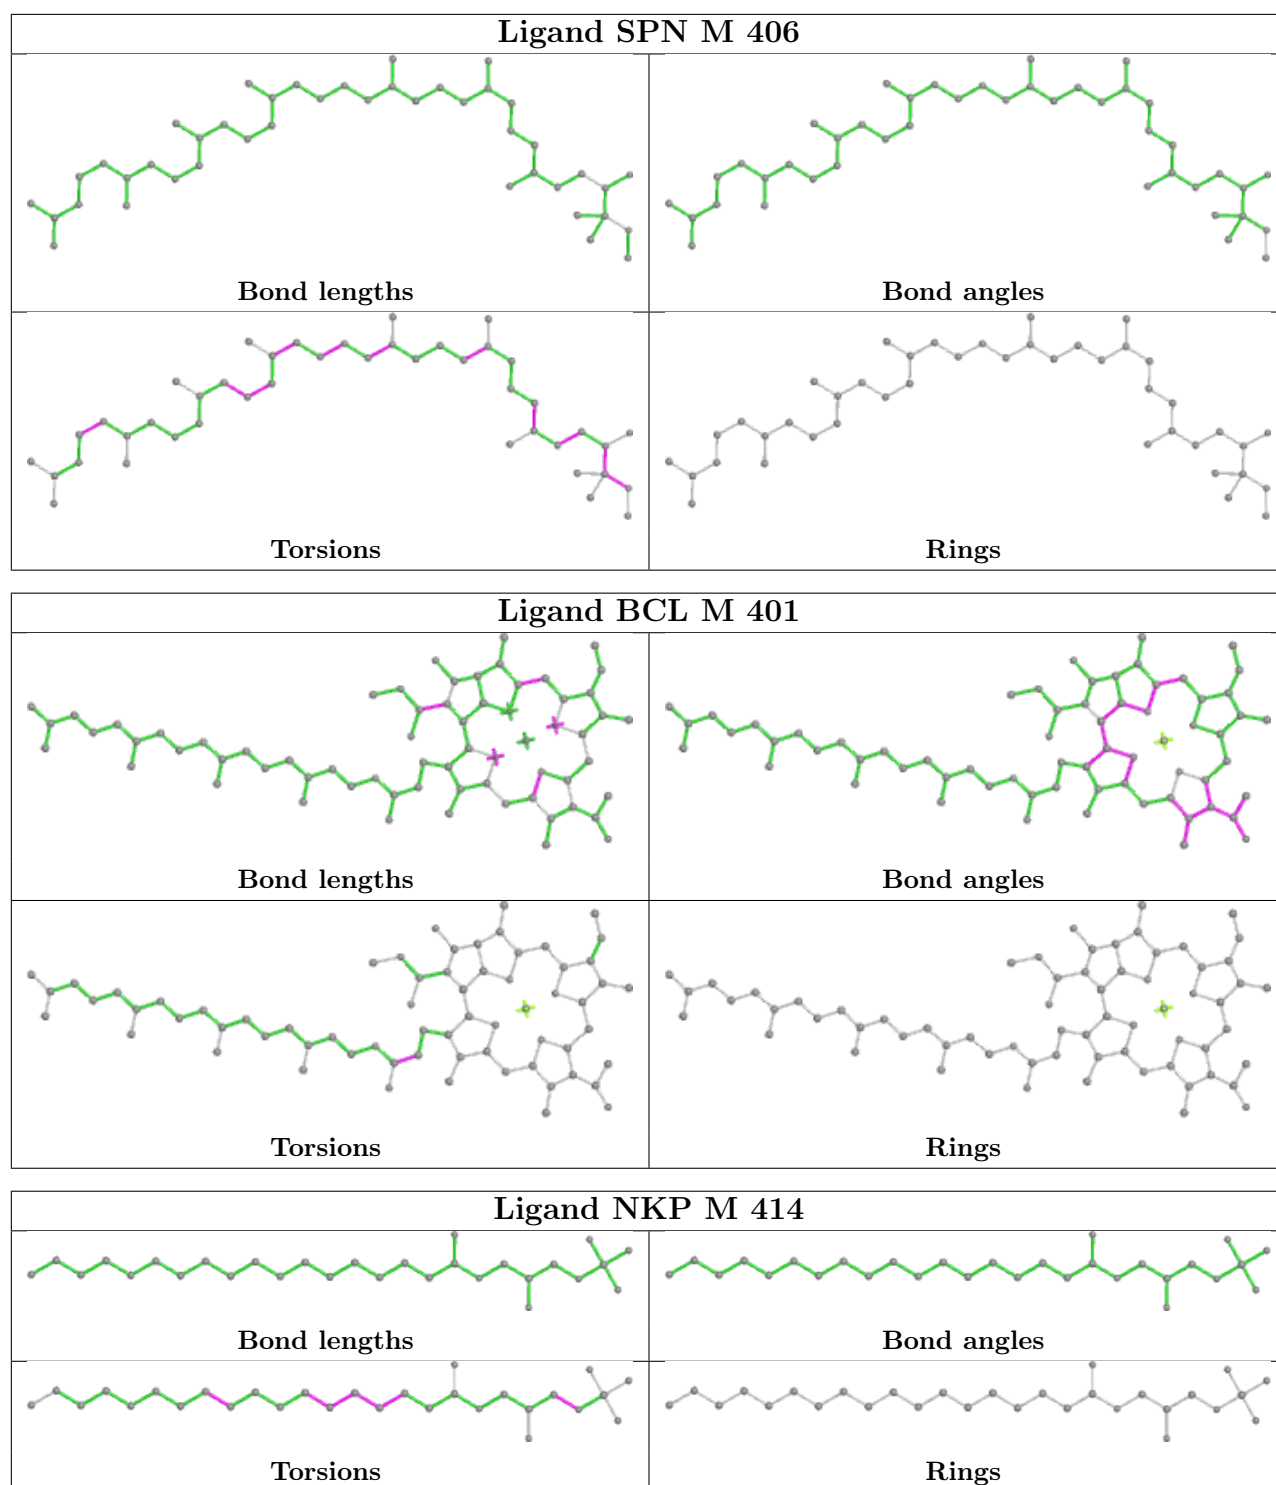 Ligand SPN M 406
Bond lengths
Bond angles
Torsions
Rings
Ligand BCL M 401
Bond lengths
Bond angles
Torsions
Rings
Ligand NKP M 414
Bond lengths
Bond angles
Torsions
Rings